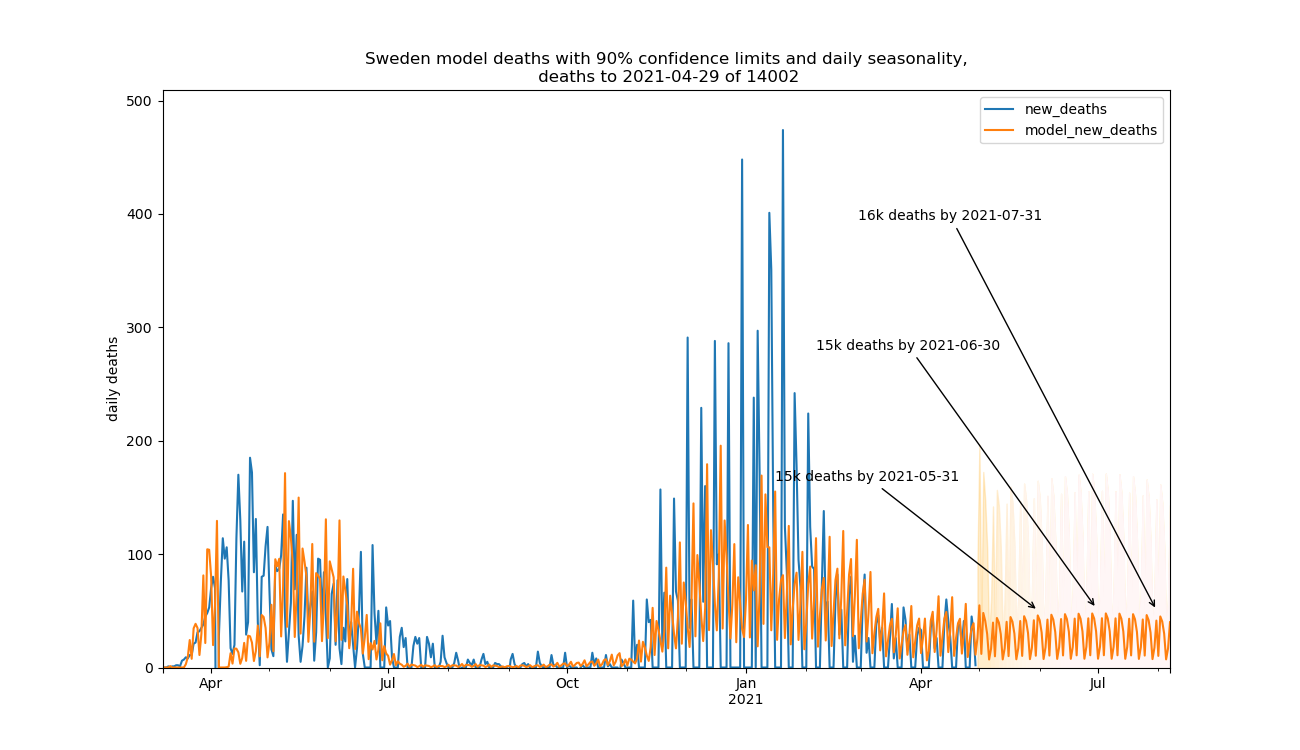 Sweden model deaths with 90% confidence limits and daily seasonality,
deaths to 2021-04-29 of 14002
500
new_deaths
model_new_deaths
400
16k deaths by 2021-07-31
300
15k deaths by 2021-06-30
daily deaths
200
15k deaths by 2021-05-31
100
0
Apr
Jul
Oct
Jan
2021
Apr
Jul